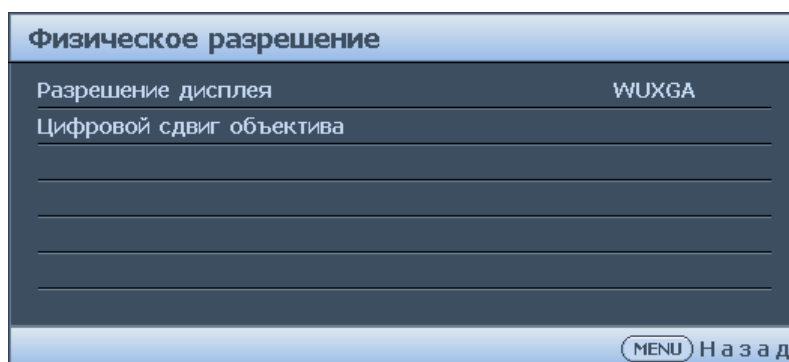 Физическое разрешение
Разрешение дисплея WUXGA
Цифровой сдвиг объектива
MENU Назад